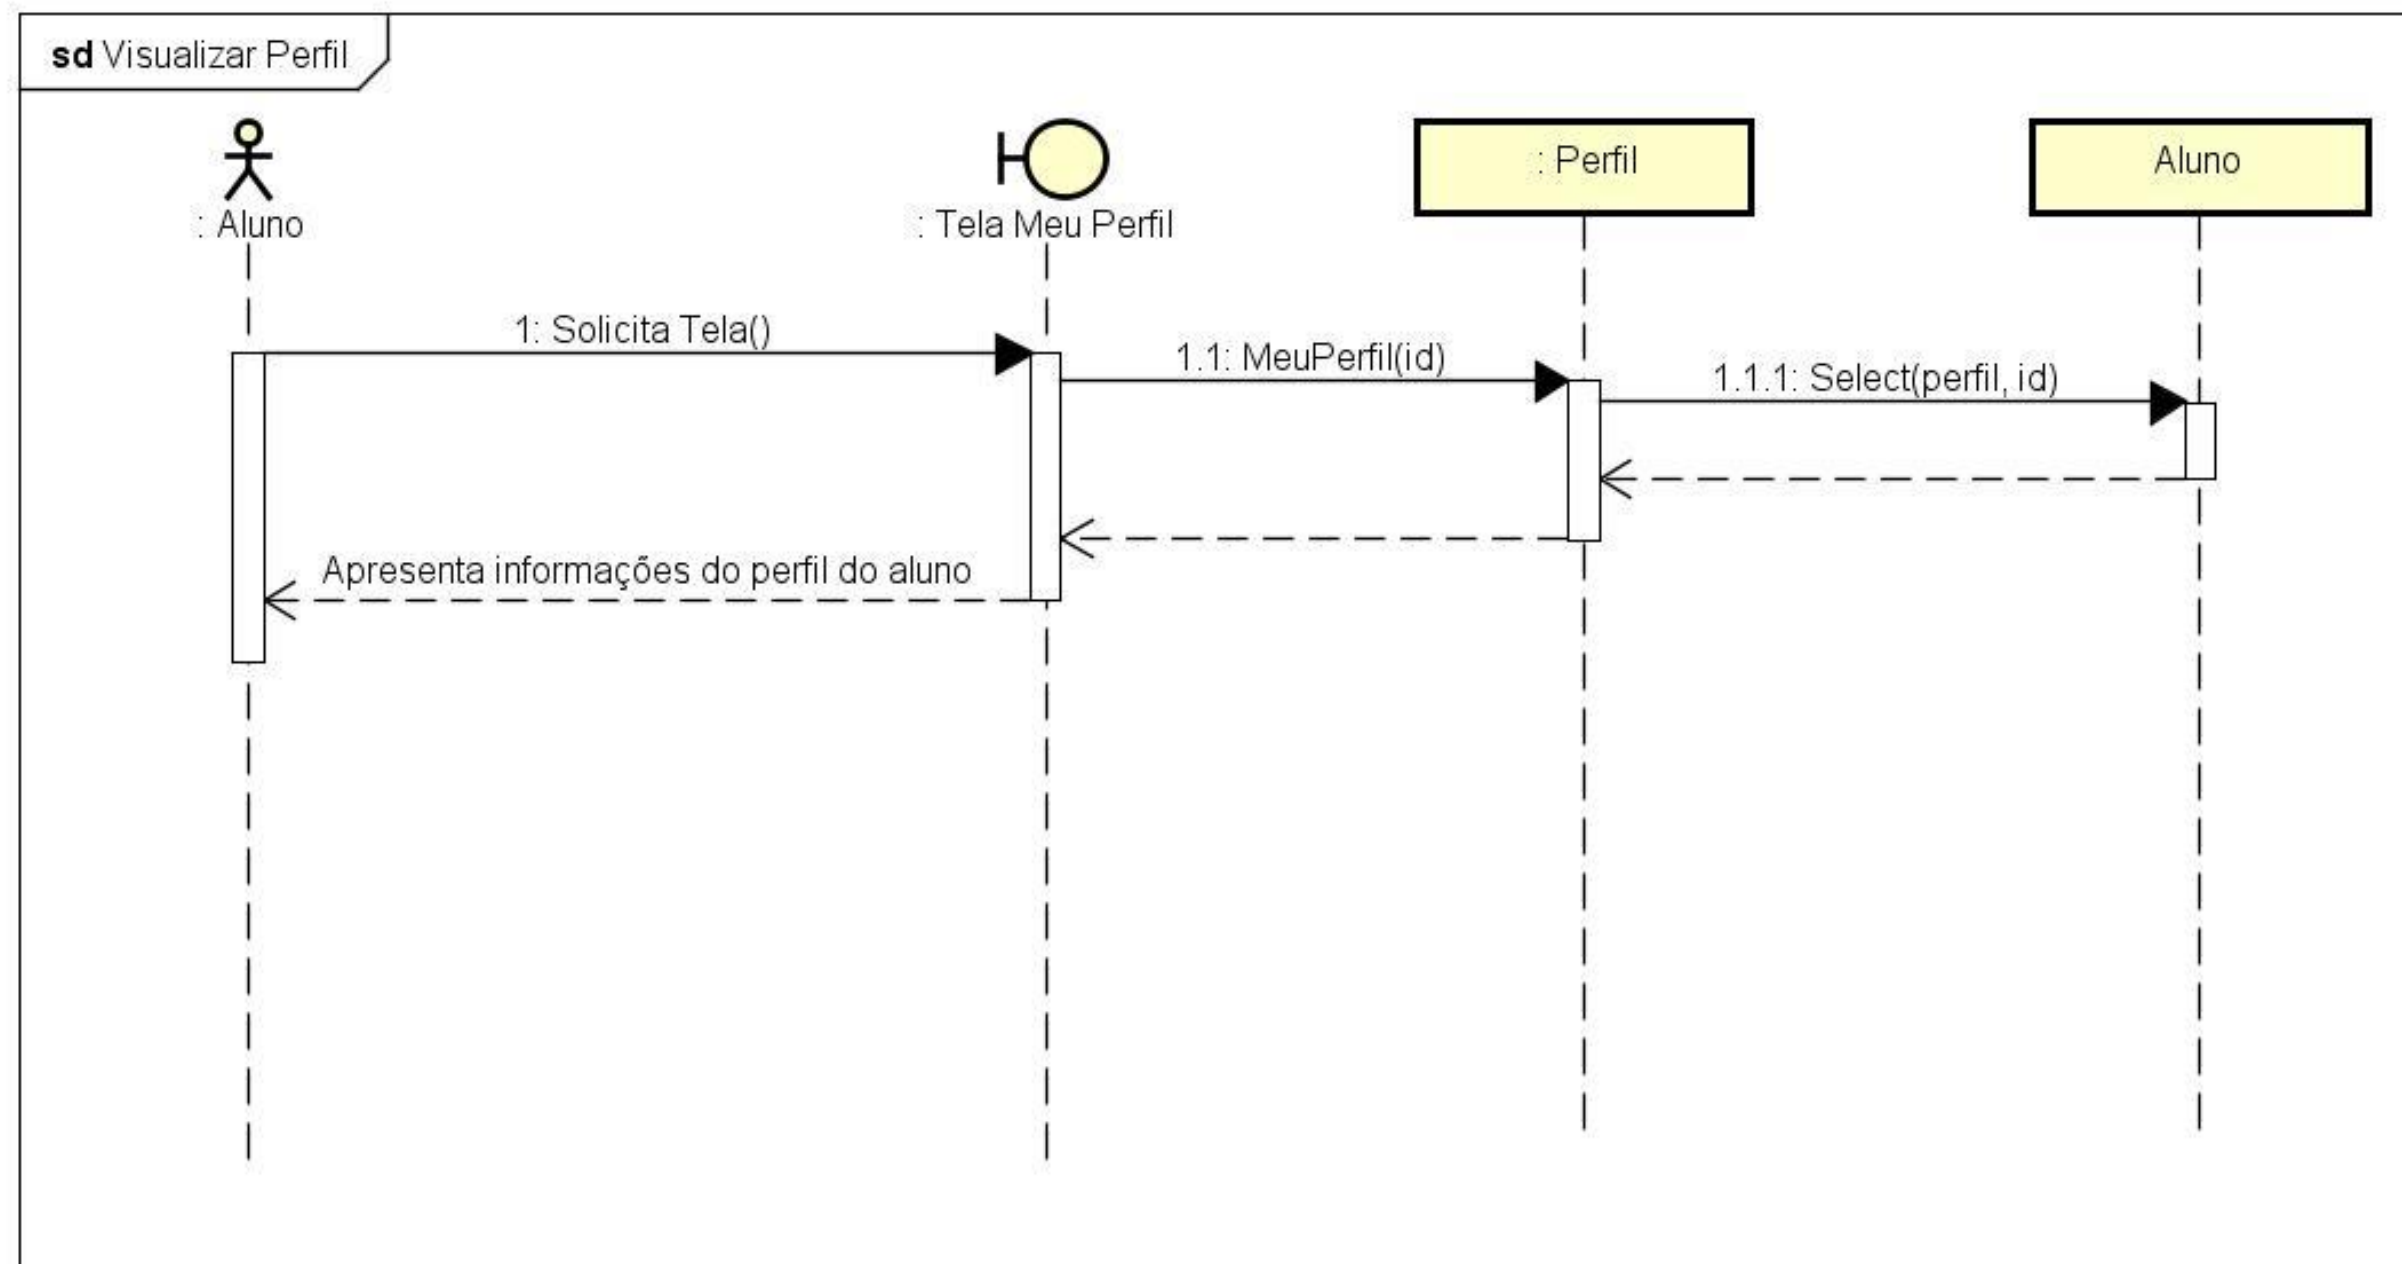 sd Visualizar Perfil
: Aluno
: Tela Meu Perfil
: Perfil
Aluno
1: Solicita Tela()
1.1: MeuPerfil(id)
1.1.1: Select(perfil, id)
Apresenta informações do perfil do aluno